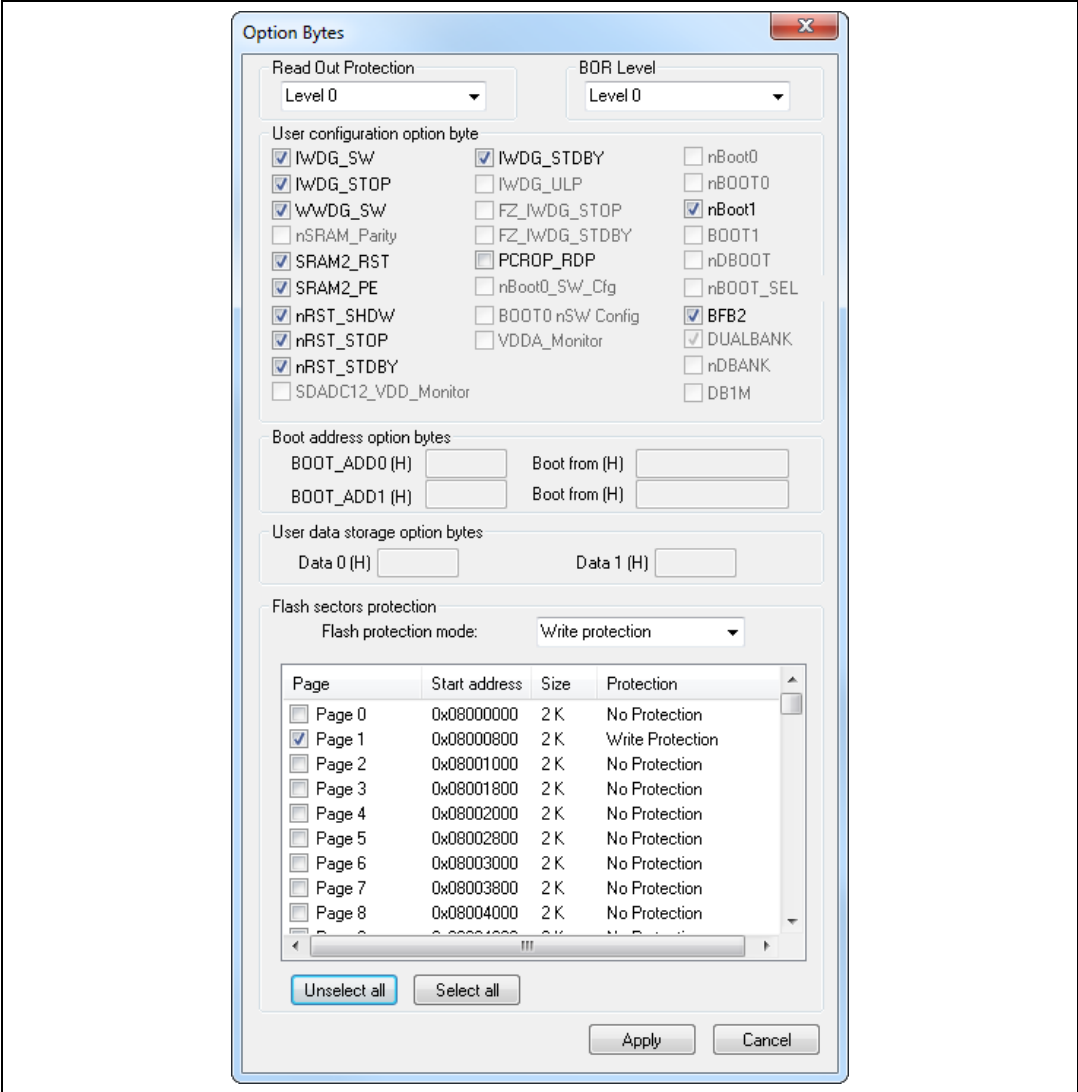 Option Bytes
Read Out Protection BOR Level
Level 0 Level 0
User configuration option byte
IWDG_SW IWDG_STDBY nBoot0
IWDG_STOP IWDG_ULP nBOOT0
WWDG_SW FZ_IWDG_STOP nBoot1
nSRAM_Parity FZ_IWDG_STDBY BOOT1
SRAM2_RST PCROP_RDP nDBOOT
SRAM2_PE nBoot0_SW_Cfg nBOOT_SEL
nRST_SHDW BOOT0 nSW Config BFB2
nRST_STOP VDDA_Monitor DUALBANK
nRST_STDBY nDBANK
SDADC12_VDD_Monitor DB1M
Boot address option bytes
BOOT_ADD0 (H) Boot from (H)
BOOT_ADD1 (H) Boot from (H)
User data storage option bytes
Data 0 (H) Data 1 (H)
Flash sectors protection
Flash protection mode: Write protection
Page Start address Size Protection
Page 0 0x08000000 2 K No Protection
Page 1 0x08000800 2 K Write Protection
Page 2 0x08001000 2 K No Protection
Page 3 0x08001800 2 K No Protection
Page 4 0x08002000 2 K No Protection
Page 5 0x08002800 2 K No Protection
Page 6 0x08003000 2 K No Protection
Page 7 0x08003800 2 K No Protection
Page 8 0x08004000 2 K No Protection
Unselect all Select all
Apply Cancel